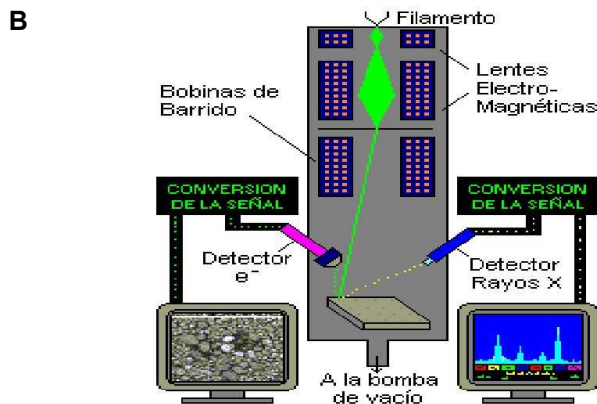 B
Filamento
Lentes
Electro-
Magnéticas
Bobinas de
Barrido
CONVERSION
DE LA SEÑAL
CONVERSION
DE LA SEÑAL
Detector
e-
Detector
Rayos X
A la bomba
de vacío